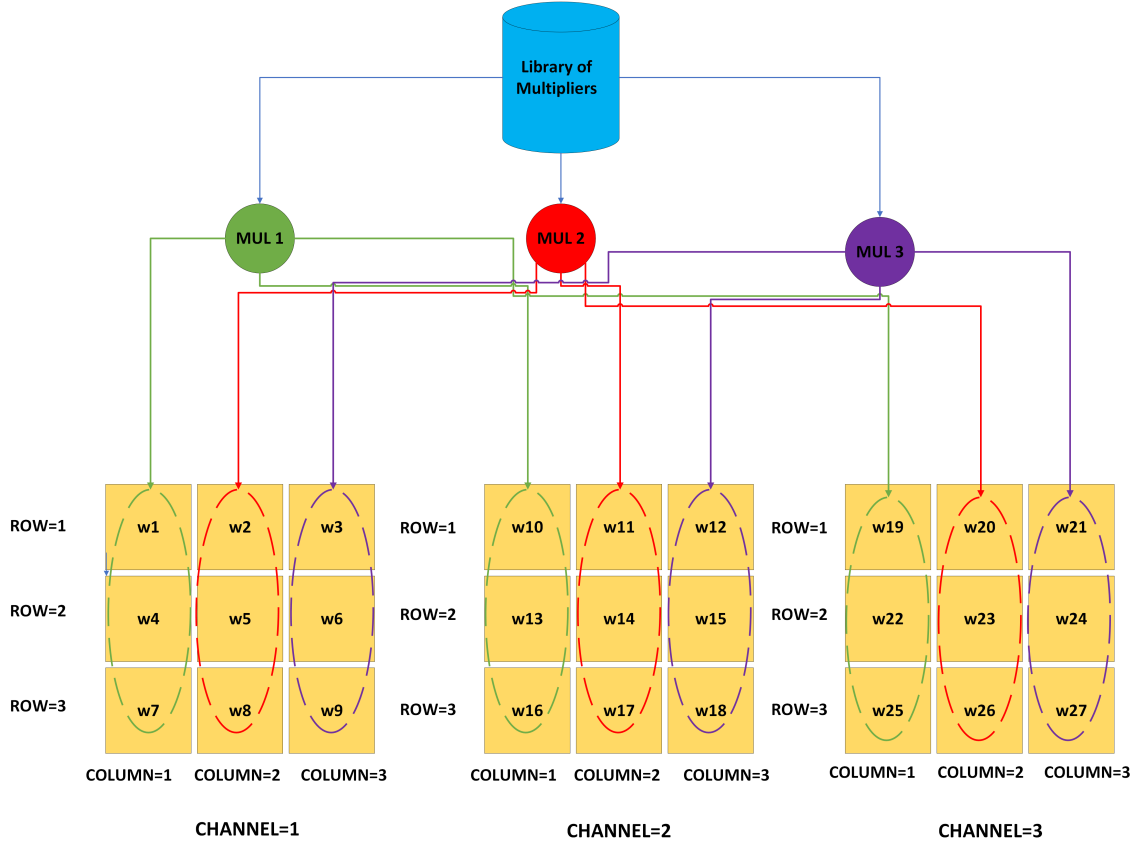 Library of
Multipliers
MUL 1
MUL 2
MUL 3
ROW=1
w1
w2
w3
ROW=1
w10
w11
w12
ROW=1
w19
w20
w21
ROW=2
w4
w5
w6
ROW=2
w13
w14
w15
ROW=2
w22
w23
w24
ROW=3
w7
w8
w9
ROW=3
w16
w17
w18
ROW=3
w25
w26
w27
COLUMN=1
COLUMN=2
COLUMN=3
COLUMN=1
COLUMN=2
COLUMN=3
COLUMN=1
COLUMN=2
COLUMN=3
CHANNEL=1
CHANNEL=2
CHANNEL=3